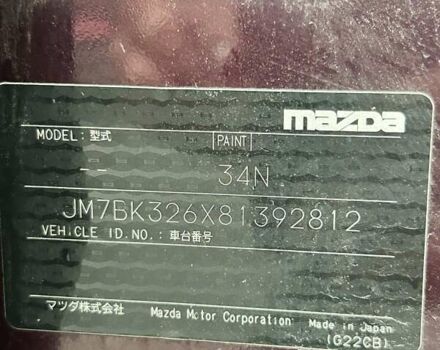 mazda
MODEL: 型式 PAINT
34N
JM7BK326X81392812
VEHICLE ID.NO.: 車台番号
マツダ株式会社 Mazda Motor Corporation Made in Japan
(G22CB)